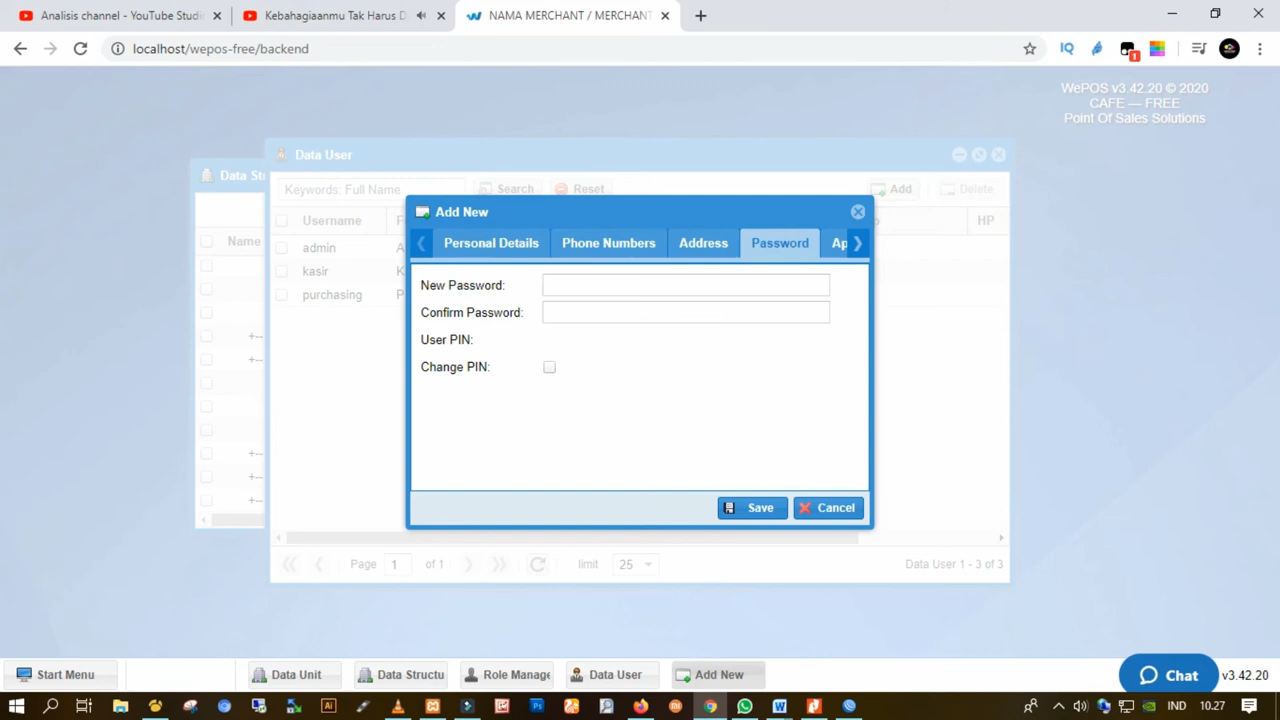 Analisis channel - YouTube Studi
Kebahagiaanmu Tak Harus D
NAMA MERCHANT / MERCHANT
localhost/wepos-free/backend
IQ
1
WePOS v3.42.20 © 2020
CAFE — FREE
Point Of Sales Solutions
Data User
Data St
Keywords: Full Name
Search
Reset
Add
Delete
Add New
Username
HP
Name
Personal Details
Phone Numbers
Address
Password
Ap
admin
A
kasir
K
purchasing
P
New Password:
Confirm Password:
User PIN:
Change PIN:
+--
+--
+--
+--
+--
Save
Cancel
Page
1
of 1
limit
25
Data User 1 - 3 of 3
Start Menu
Data Unit
Data Structu
Role Manage
Data User
Add New
Chat
v3.42.20
IND
10.27